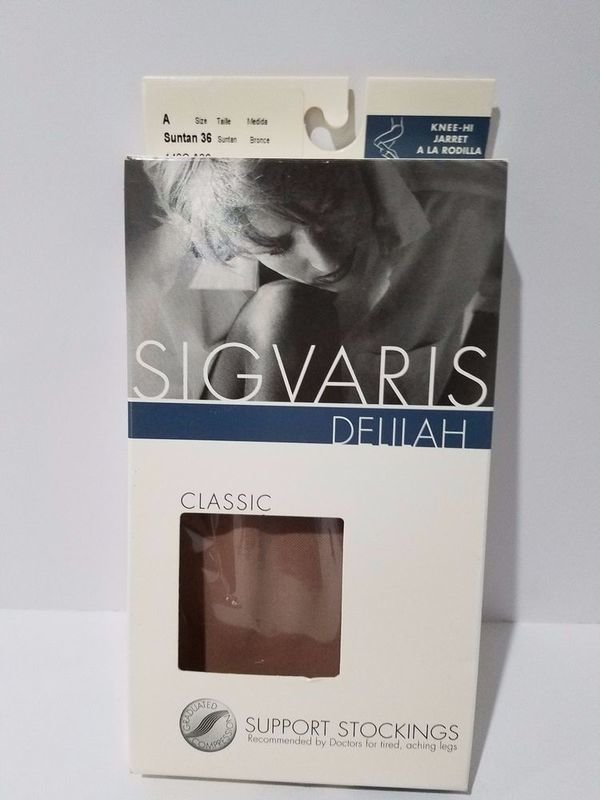 A Size Taille Medida
Suntan 36 Suntan Bronce
KNEE-HI
JARRET
A LA RODILLA
SIGVARIS
DELILAH
CLASSIC
GRADUATED
COMPRESSION
SUPPORT STOCKINGS
Recommended by Doctors for tired, aching legs